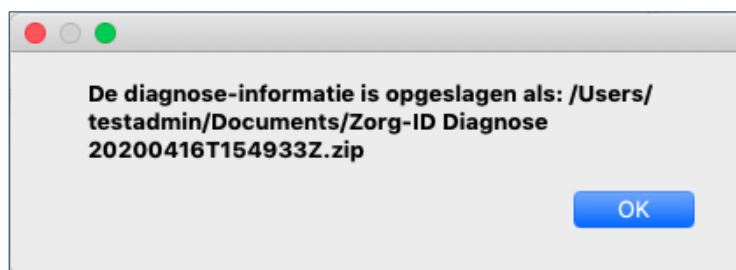 De diagnose-informatie is opgeslagen als: /Users/
testadmin/Documents/Zorg-ID Diagnose
20200416T154933Z.zip
OK